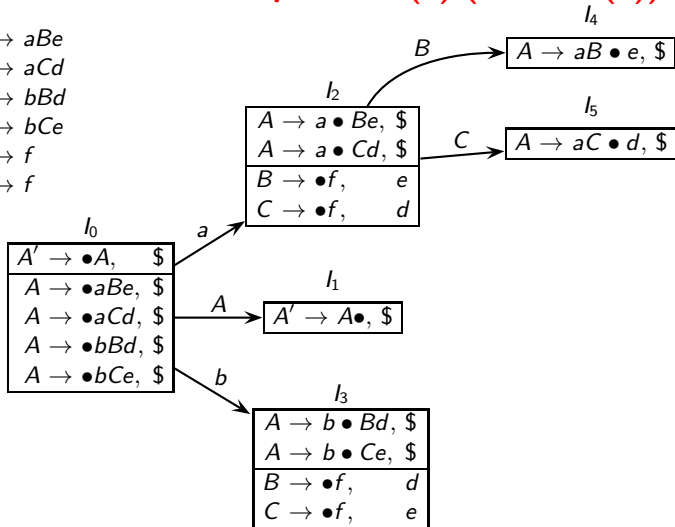 I4
B
A → aB • e, $
→ aBe
→ aCd
→ bBd
→ bCe
→ f
→ f
I2
A → a • Be, $
A → a • Cd, $
B → •f, e
C → •f, d
C
I5
A → aC • d, $
a
I0
A′ → •A, $
A → •aBe, $
A → •aCd, $
A → •bBd, $
A → •bCe, $
A
I1
A′ → A•, $
b
I3
A → b • Bd, $
A → b • Ce, $
B → •f, d
C → •f, e